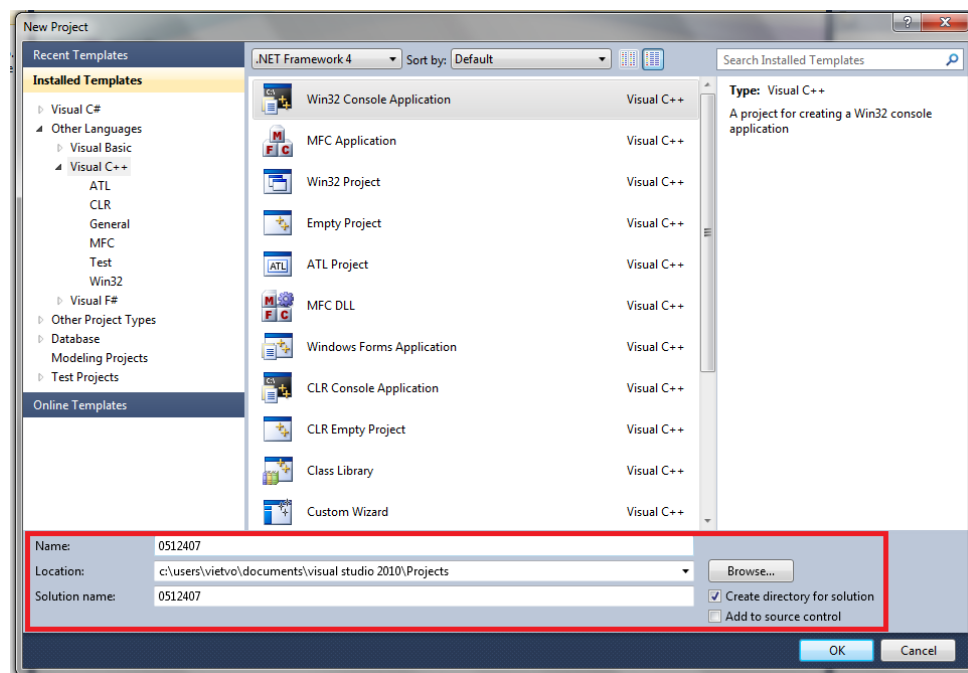 New Project
Recent Templates
Installed Templates
Visual C#
Other Languages
Visual Basic
Visual C++
ATL
CLR
General
MFC
Test
Win32
Visual F#
Other Project Types
Database
Modeling Projects
Test Projects
Online Templates
.NET Framework 4 Sort by: Default
Win32 Console Application Visual C++
MFC Application Visual C++
Win32 Project Visual C++
Empty Project Visual C++
ATL Project Visual C++
MFC DLL Visual C++
Windows Forms Application Visual C++
CLR Console Application Visual C++
CLR Empty Project Visual C++
Class Library Visual C++
Custom Wizard Visual C++
Search Installed Templates
Type: Visual C++
A project for creating a Win32 console
application
Name: 0512407
Location: c:\users\vietvo\documents\visual studio 2010\Projects Browse...
Solution name: 0512407 Create directory for solution
Add to source control
OK Cancel